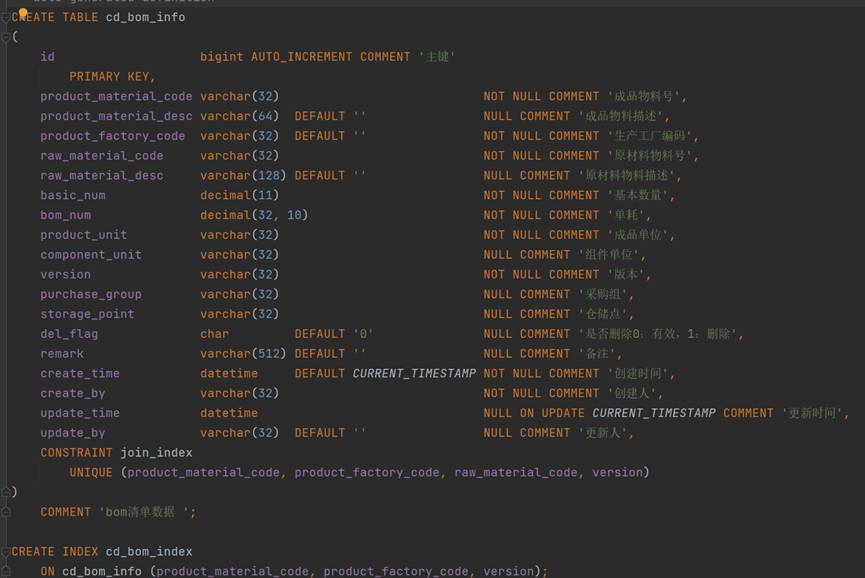 CREATE TABLE cd_bom_info
(
id bigint AUTO_INCREMENT COMMENT '主键'
PRIMARY KEY,
product_material_code varchar(32) NOT NULL COMMENT '成品物料号',
product_material_desc varchar(64) DEFAULT '' NULL COMMENT '成品物料描述',
product_factory_code varchar(32) DEFAULT '' NOT NULL COMMENT '生产工厂编码',
raw_material_code varchar(32) NOT NULL COMMENT '原材料物料号',
raw_material_desc varchar(128) DEFAULT '' NULL COMMENT '原材料物料描述',
basic_num decimal(11) NOT NULL COMMENT '基本数量',
bom_num decimal(32, 10) NOT NULL COMMENT '单耗',
product_unit varchar(32) NOT NULL COMMENT '成品单位',
component_unit varchar(32) NULL COMMENT '组件单位',
version varchar(32) NOT NULL COMMENT '版本',
purchase_group varchar(32) NULL COMMENT '采购组',
storage_point varchar(32) NULL COMMENT '仓储点',
del_flag char DEFAULT '0' NULL COMMENT '是否删除0：有效，1：删除',
remark varchar(512) DEFAULT '' NULL COMMENT '备注',
create_time datetime DEFAULT CURRENT_TIMESTAMP NOT NULL COMMENT '创建时间',
create_by varchar(32) NOT NULL COMMENT '创建人',
update_time datetime NULL ON UPDATE CURRENT_TIMESTAMP COMMENT '更新时间',
update_by varchar(32) DEFAULT '' NULL COMMENT '更新人',
CONSTRAINT join_index
UNIQUE (product_material_code, product_factory_code, raw_material_code, version)
)
COMMENT 'bom清单数据 ';
CREATE INDEX cd_bom_index
ON cd_bom_info (product_material_code, product_factory_code, version);